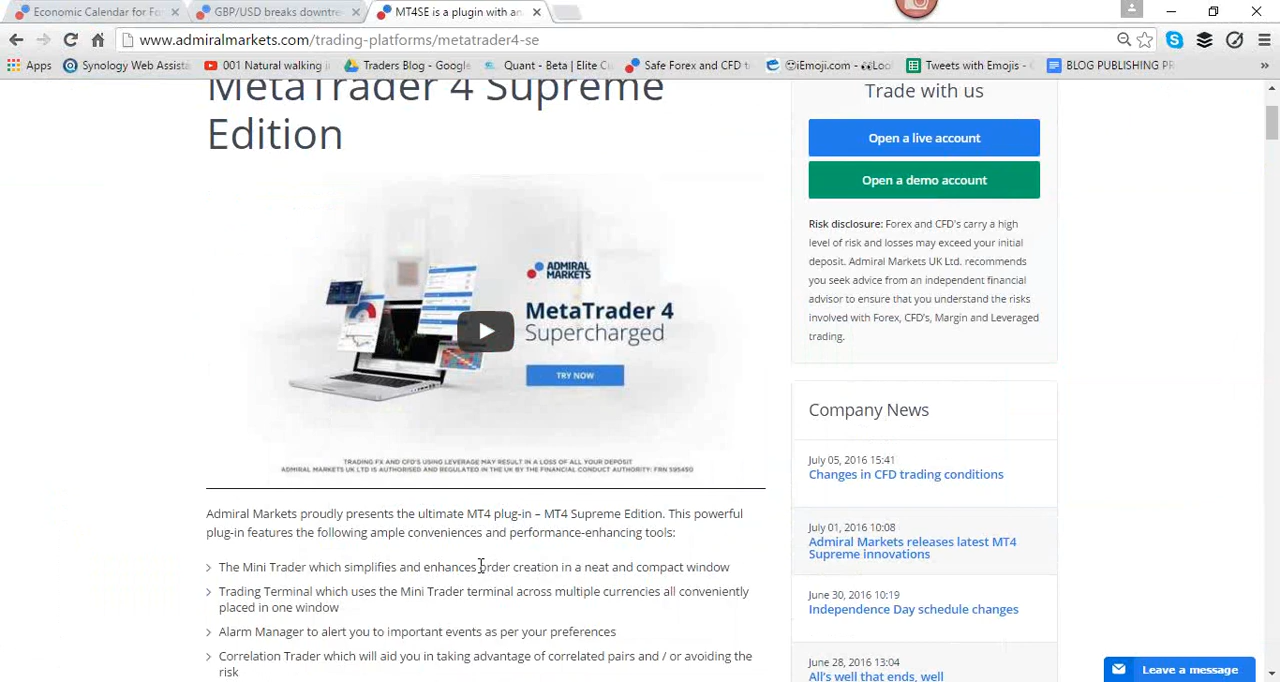 Economic Calendar for Fo
GBP/USD breaks downtre
MT4SE is a plugin with an
www.admiralmarkets.com/trading-platforms/metatrader4-se
Apps
Synology Web Assista
001 Natural walking
Traders Blog - Google
Quant - Beta | Elite C
Safe Forex and CFD t
iEmoji.com -
Loo
Tweets with Emojis -
BLOG PUBLISHING PR
»
MetaTrader 4 Supreme
Edition
ADMIRAL
MARKETS
MetaTrader 4
Supercharged
TRY NOW
TRADING FX AND CFD'S USING LEVERAGE MAY RESULT IN A LOSS OF ALL YOUR DEPOSIT
ADMIRAL MARKETS UK LTD IS AUTHORISED AND REGULATED IN THE UK BY THE FINANCIAL CONDUCT AUTHORITY: FRN 595450
Admiral Markets proudly presents the ultimate MT4 plug-in – MT4 Supreme Edition. This powerful
plug-in features the following ample conveniences and performance-enhancing tools:
The Mini Trader which simplifies and enhances order creation in a neat and compact window
Trading Terminal which uses the Mini Trader terminal across multiple currencies all conveniently
placed in one window
Alarm Manager to alert you to important events as per your preferences
Correlation Trader which will aid you in taking advantage of correlated pairs and / or avoiding the
risk
Trade with us
Open a live account
Open a demo account
Risk disclosure: Forex and CFD's carry a high
level of risk and losses may exceed your initial
deposit. Admiral Markets UK Ltd. recommends
you seek advice from an independent financial
advisor to ensure that you understand the risks
involved with Forex, CFD's, Margin and Leveraged
trading.
Company News
July 05, 2016 15:41
Changes in CFD trading conditions
July 01, 2016 10:08
Admiral Markets releases latest MT4
Supreme innovations
June 30, 2016 10:19
Independence Day schedule changes
June 28, 2016 13:04
All's well that ends, well
Leave a message